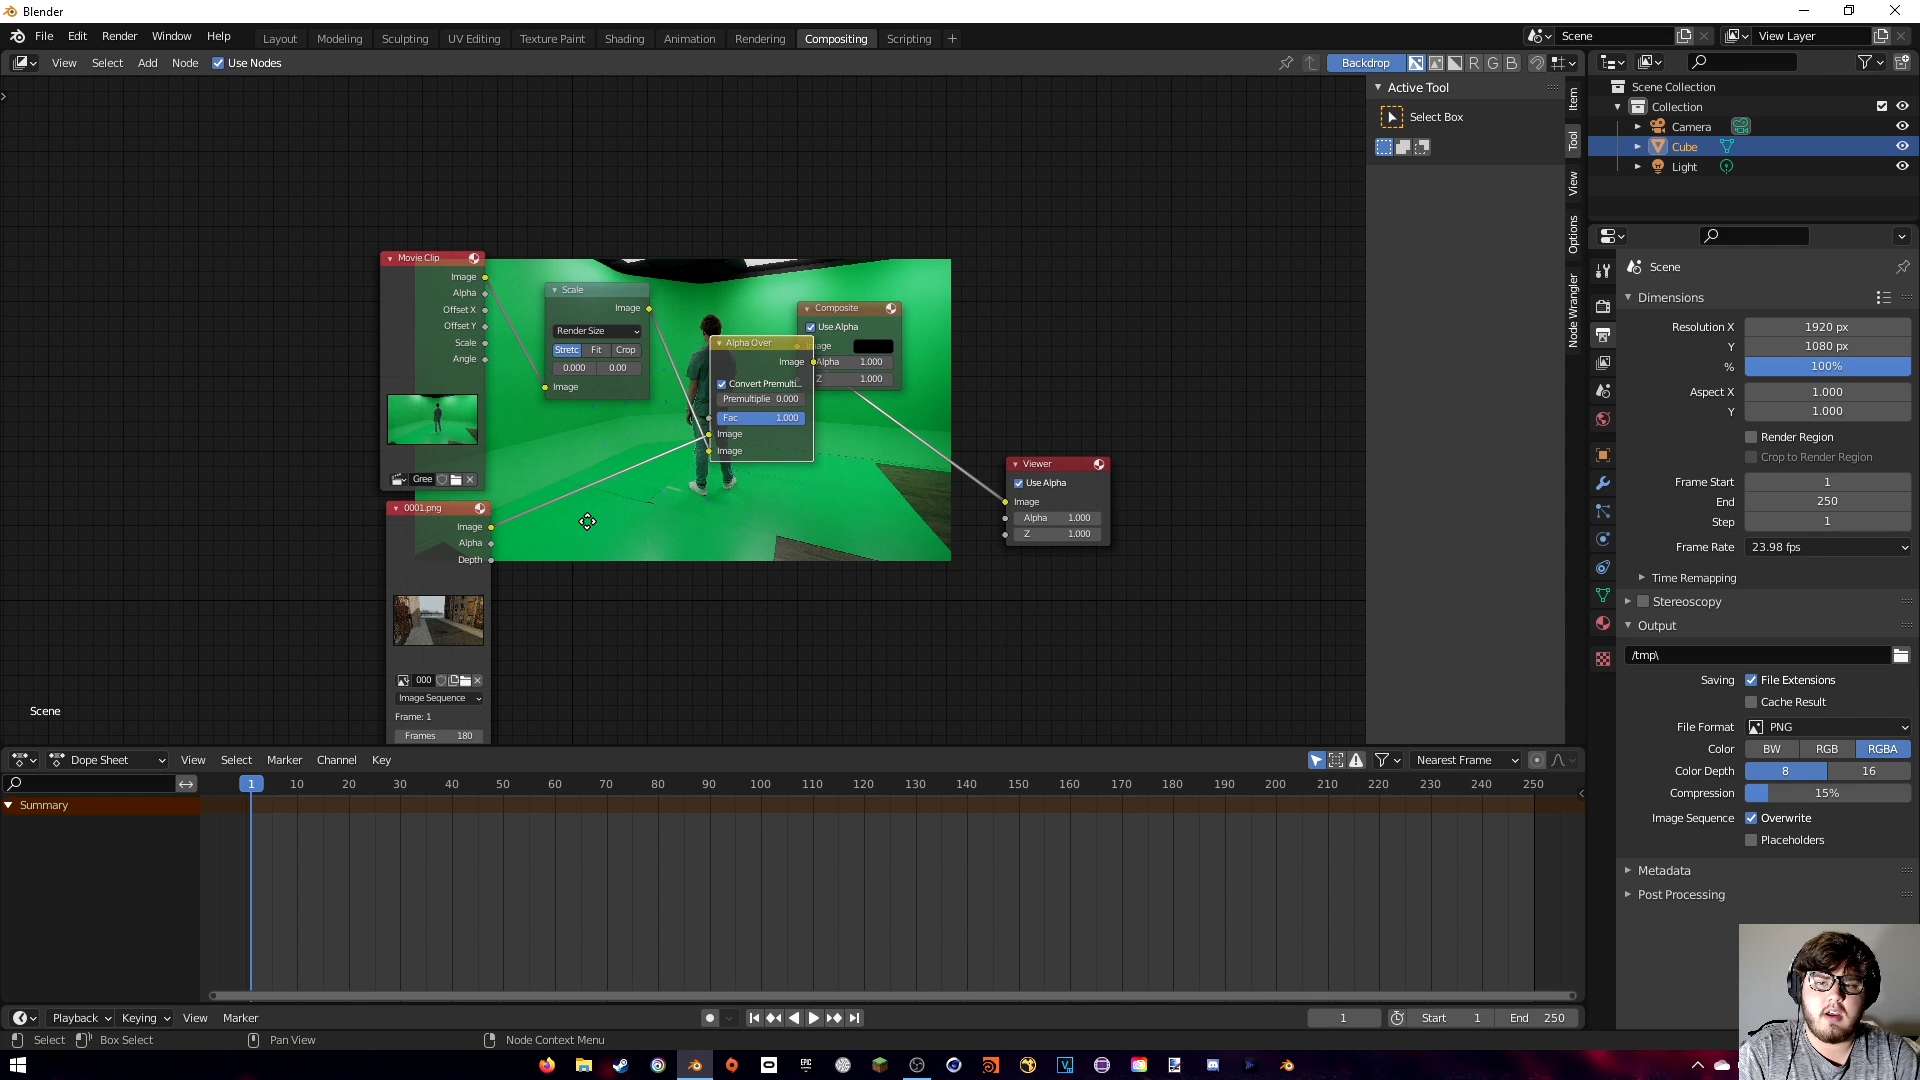 Blender
File Edit Render Window Help
Layout Modeling Sculpting UV Editing Texture Paint Shading Animation Rendering Compositing Scripting +
Scene
View Layer
View Select Add Node Use Nodes
Backdrop R G B
Active Tool
Select Box
Item
Tool
View
Options
Node Wrangler
Scene Collection
Collection
Camera
Cube
Light
Scene
Dimensions
Resolution X 1920 px
Y 1080 px
% 100%
Aspect X 1.000
Y 1.000
Render Region
Crop to Render Region
Frame Start 1
End 250
Step 1
Frame Rate 23.98 fps
Time Remapping
Stereoscopy
Output
/tmp\
Saving File Extensions
Cache Result
File Format PNG
Color BW RGB RGBA
Color Depth 8 16
Compression 15%
Image Sequence Overwrite
Placeholders
Metadata
Post Processing
Movie Clip
Image
Alpha
Offset X
Offset Y
Scale
Angle
Gree
0001.png
Image
Alpha
Depth
000
Image Sequence
Frame: 1
Frames 180
Scale
Image
Render Size
Stretc Fit Crop
0.000 0.00
Image
Alpha Over
Image
Convert Premulti...
Premultiplie 0.000
Fac 1.000
Image
Image
Composite
Use Alpha
Image
Alpha 1.000
Z 1.000
Viewer
Use Alpha
Image
Alpha 1.000
Z 1.000
Scene
Dope Sheet View Select Marker Channel Key
Nearest Frame
1 10 20 30 40 50 60 70 80 90 100 110 120 130 140 150 160 170 180 190 200 210 220 230 240 250
Summary
Playback Keying View Marker
1 Start 1 End 250
Select Box Select Pan View Node Context Menu
EPIC